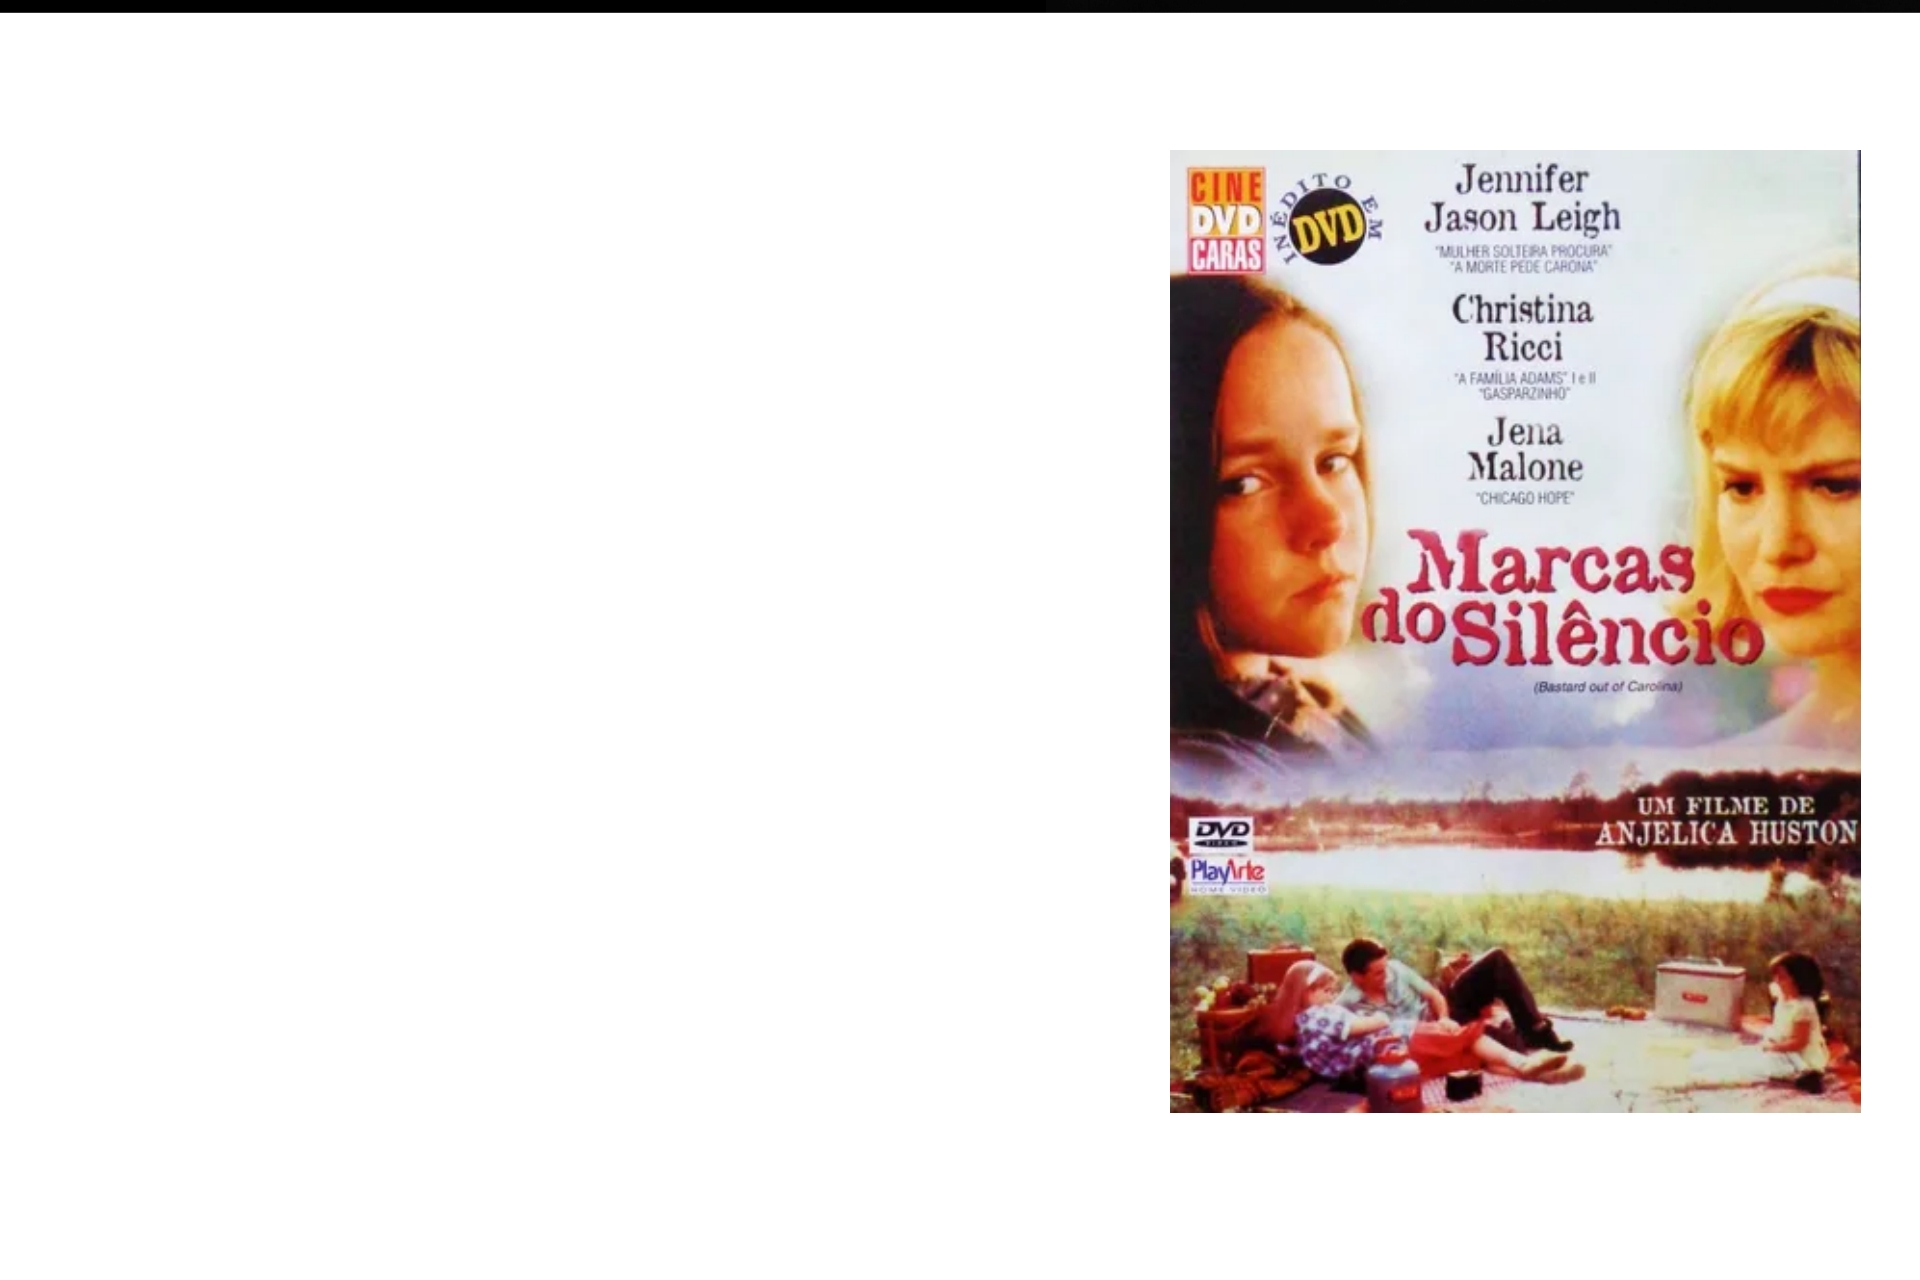 CINE
DVD
CARAS
INÉDITO EM
DVD
Jennifer
Jason Leigh
"MULHER SOLTEIRA PROCURA"
"A MORTE PEDE CARONA"
Christina
Ricci
"A FAMÍLIA ADAMS" I e II
"GASPARZINHO"
Jena
Malone
"CHICAGO HOPE"
Marcas
do Silêncio
(Bastard out of Carolina)
UM FILME DE
ANJELICA HUSTON
DVD
VIDEO
PlayArte
HOME VIDEO